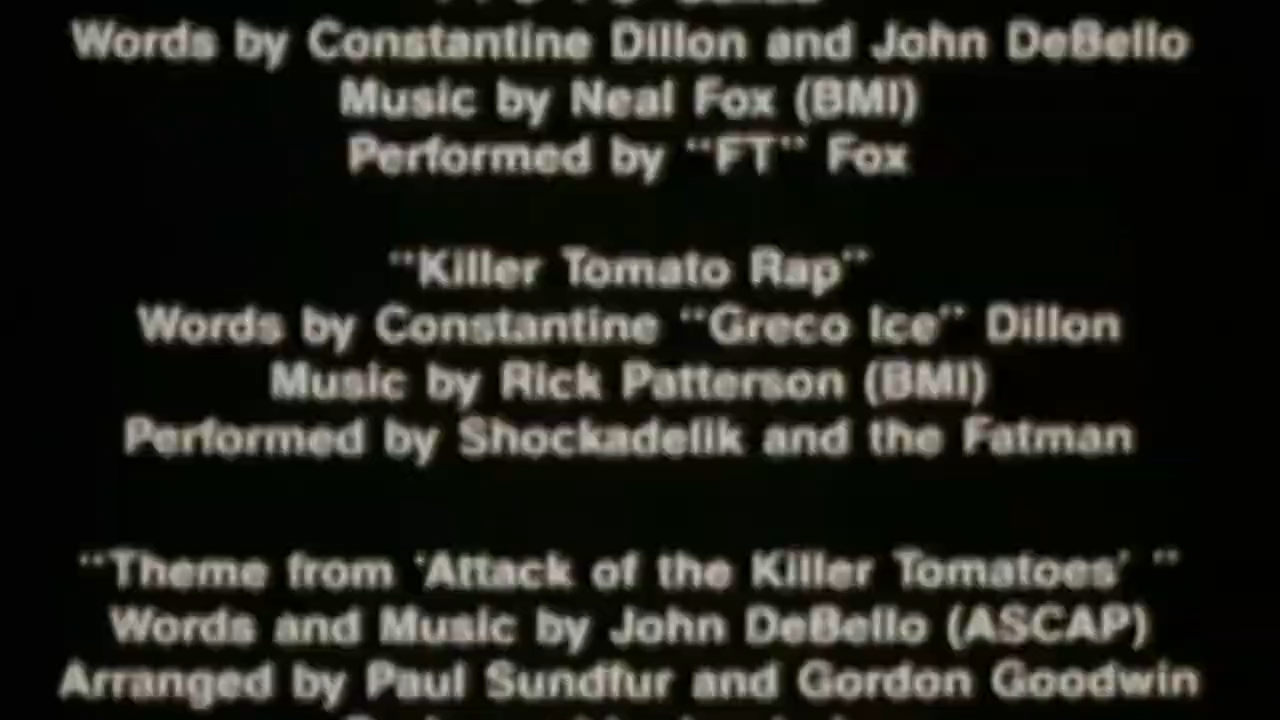 Words by Constantine Dillon and John DeBello
Music by Neal Fox (BMI)
Performed by "FT" Fox
"Killer Tomato Rap"
Words by Constantine "Greco Ice" Dillon
Music by Rick Patterson (BMI)
Performed by Shockadelik and the Fatman
"Theme from 'Attack of the Killer Tomatoes' "
Words and Music by John DeBello (ASCAP)
Arranged by Paul Sundfur and Gordon Goodwin